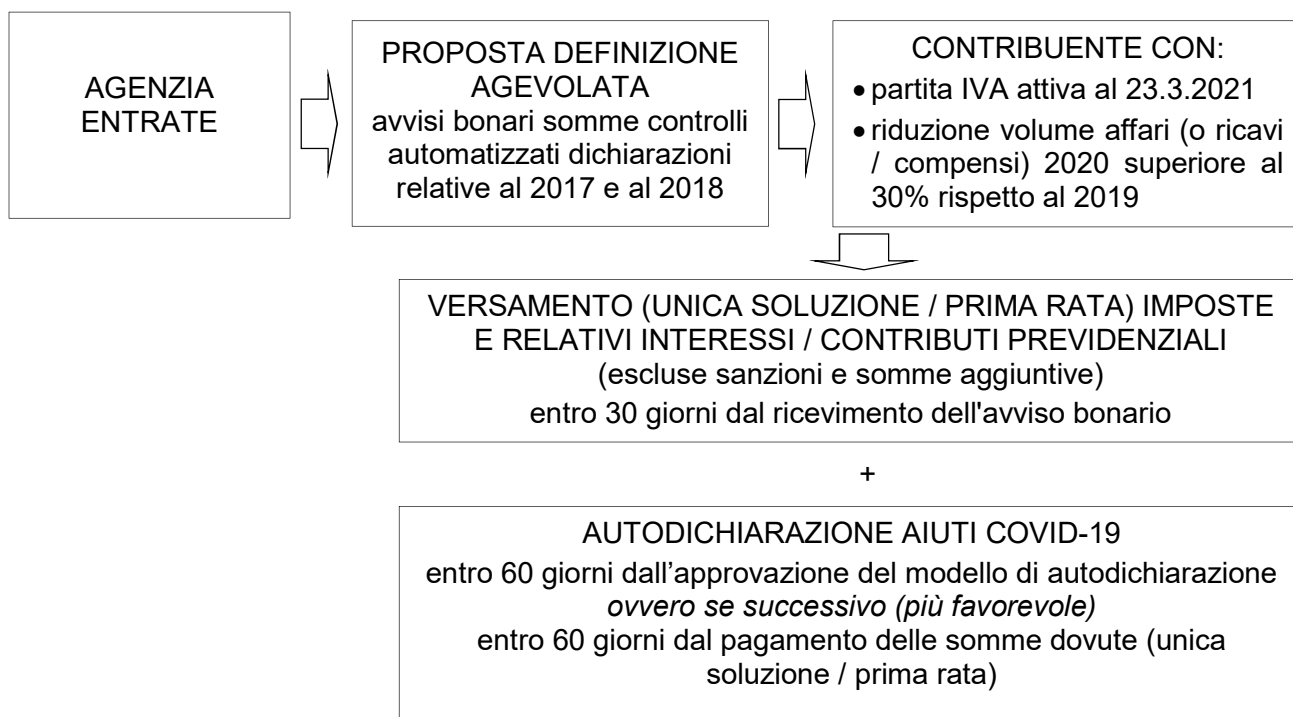 AGENZIA
ENTRATE
PROPOSTA DEFINIZIONE
AGEVOLATA
avvisi bonari somme controlli
automatizzati dichiarazioni
relative al 2017 e al 2018
CONTRIBUENTE CON:
• partita IVA attiva al 23.3.2021
• riduzione volume affari (o ricavi
/ compensi) 2020 superiore al
30% rispetto al 2019
VERSAMENTO (UNICA SOLUZIONE / PRIMA RATA) IMPOSTE
E RELATIVI INTERESSI / CONTRIBUTI PREVIDENZIALI
(escluse sanzioni e somme aggiuntive)
entro 30 giorni dal ricevimento dell'avviso bonario
+
AUTODICHIARAZIONE AIUTI COVID-19
entro 60 giorni dall’approvazione del modello di autodichiarazione
ovvero se successivo (più favorevole)
entro 60 giorni dal pagamento delle somme dovute (unica
soluzione / prima rata)